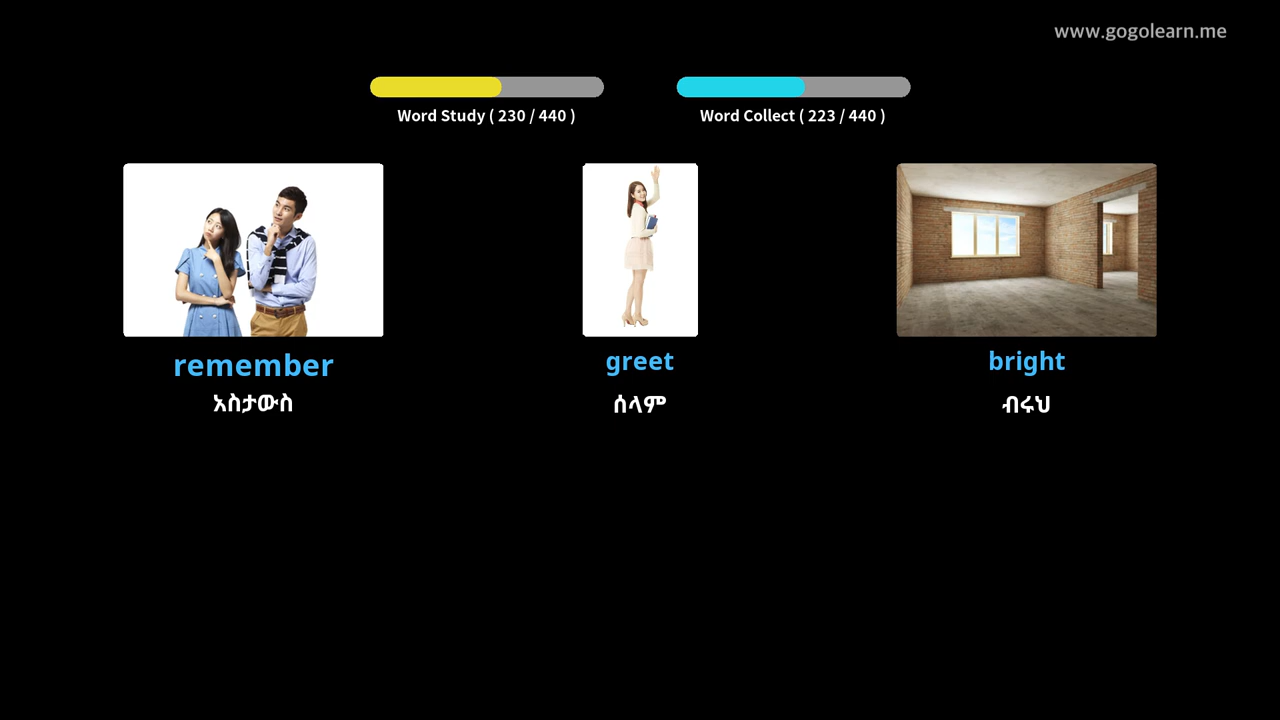 www.gogolearn.me
Word Study ( 230 / 440 )
Word Collect ( 223 / 440 )
remember
greet
bright
አስታውስ
ሰላም
ብሩህ